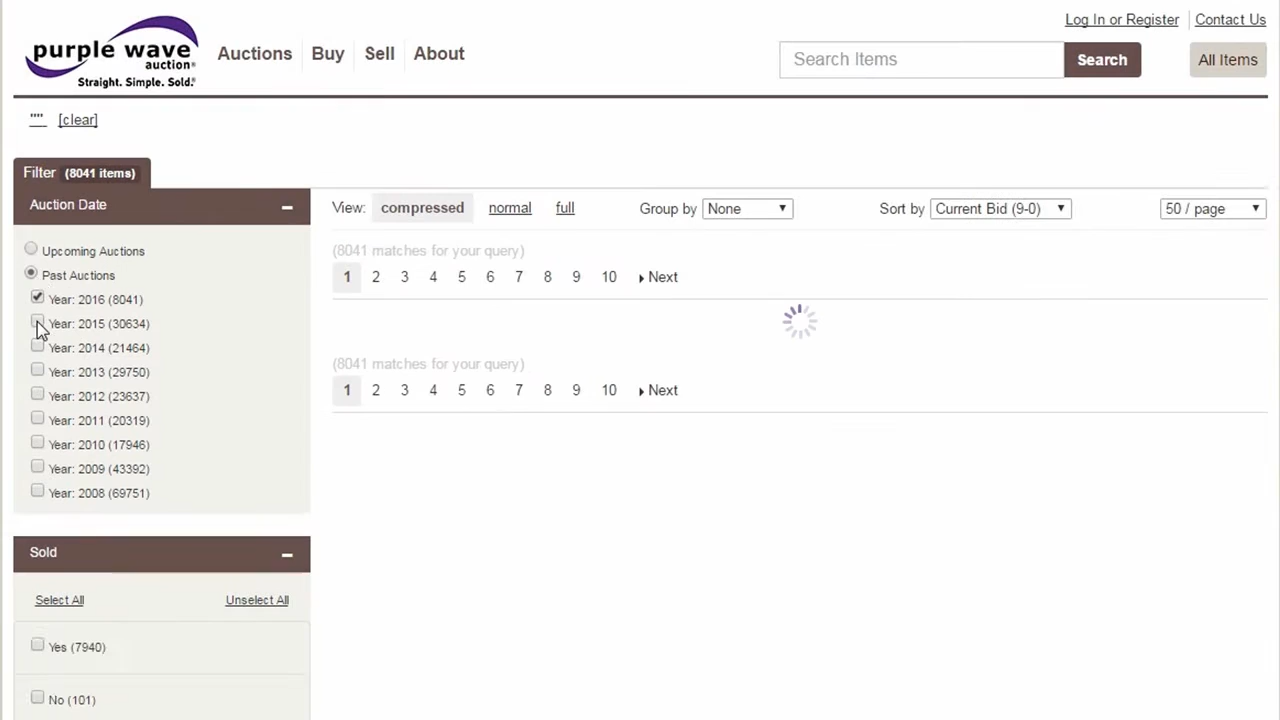 Log In or Register Contact Us
purple wave
auction®
Straight. Simple. Sold.®
Auctions Buy Sell About
Search Items Search All Items
"" [clear]
Filter (8041 items)
Auction Date
View: compressed normal full Group by None Sort by Current Bid (9-0) 50 / page
Upcoming Auctions
Past Auctions
Year: 2016 (8041)
Year: 2015 (30634)
Year: 2014 (21464)
Year: 2013 (29750)
Year: 2012 (23637)
Year: 2011 (20319)
Year: 2010 (17946)
Year: 2009 (43392)
Year: 2008 (69751)
(8041 matches for your query)
1 2 3 4 5 6 7 8 9 10 Next
(8041 matches for your query)
1 2 3 4 5 6 7 8 9 10 Next
Sold
Select All Unselect All
Yes (7940)
No (101)